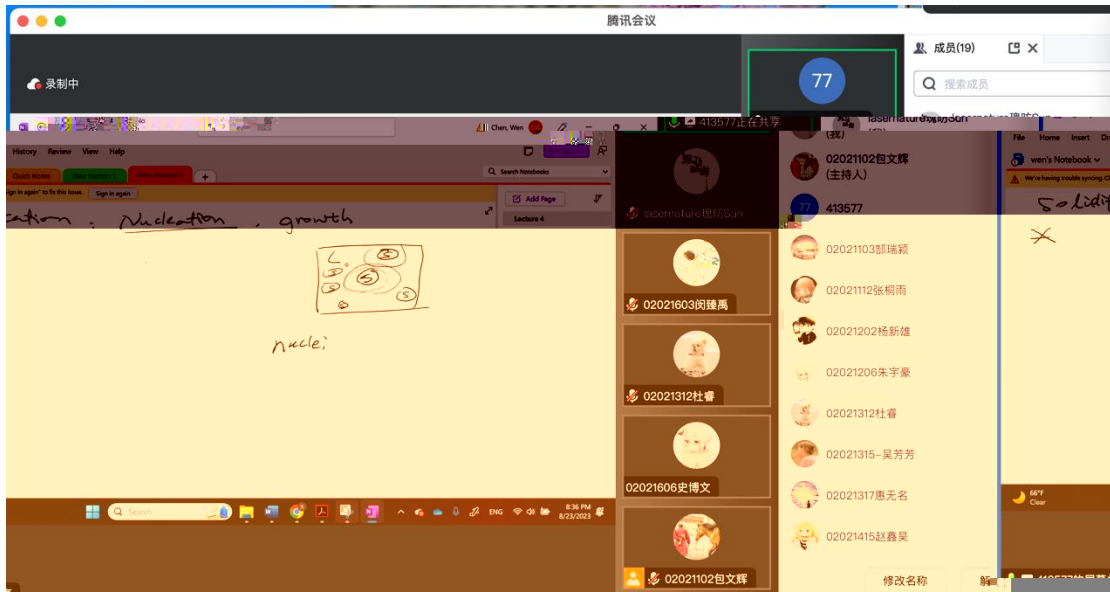 腾讯会议
录制中
77
成员(19)
搜索成员
Chen, Wen
413577正在共享
(我)
History Review View Help
File Home Insert
Quick Notes New Section 1
Search Notebooks
02021102包文辉
(主持人)
wen's Notebook
Sign in again
Add Page
We're having trouble syncing.
77 413577
Nucleation, growth
Lecture 4
lasernature瑰昉Sun
02021103郜瑞颖
L
S
S
S
S
S
02021603闵臻禹
02021112张桐雨
nuclei
02021202杨新雄
02021206朱宇豪
02021312杜睿
02021312杜睿
02021315-吴芳芳
02021606史博文
02021317惠无名
66°F
Clear
Search
ENG
8:36 PM
8/23/2023
02021415赵鑫昊
02021102包文辉
修改名称